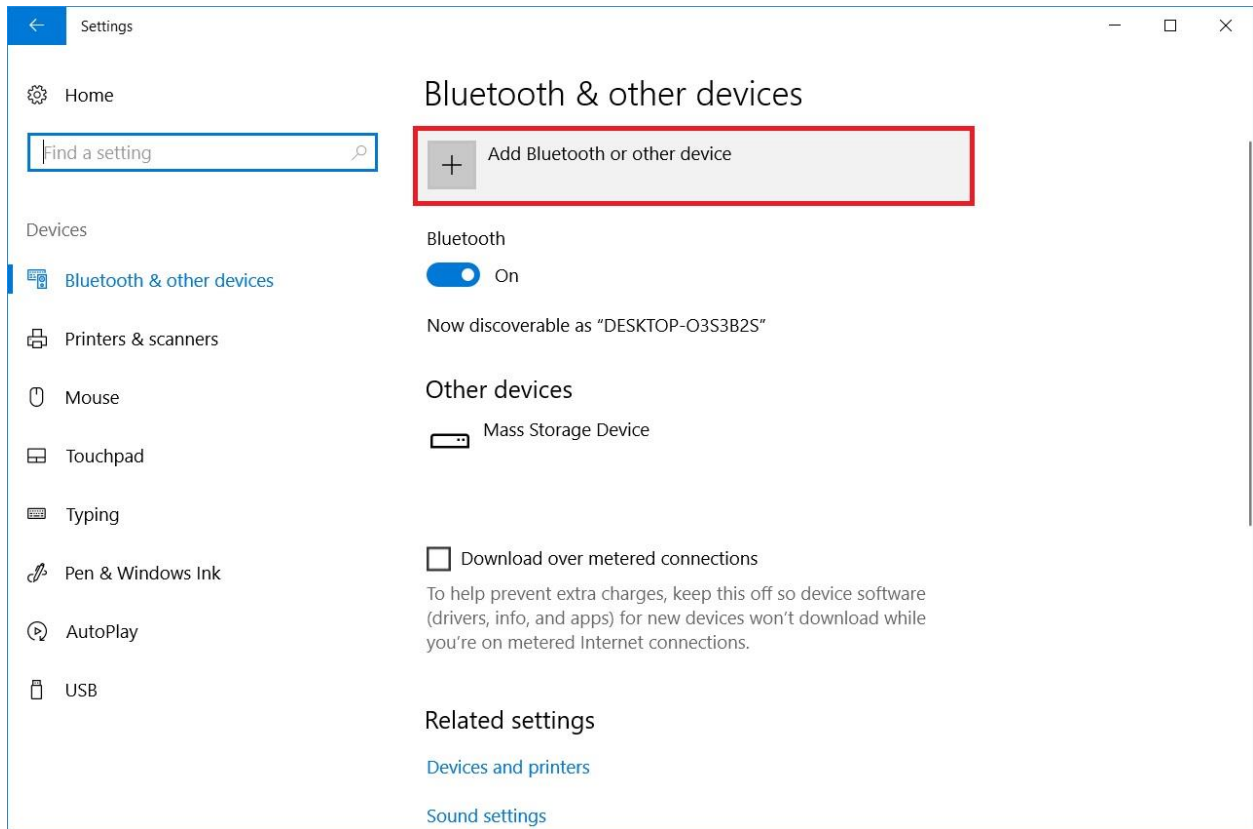 Settings
Home
Find a setting
Devices
Bluetooth & other devices
Printers & scanners
Mouse
Touchpad
Typing
Pen & Windows Ink
AutoPlay
USB
Bluetooth & other devices
Add Bluetooth or other device
Bluetooth
On
Now discoverable as “DESKTOP-O3S3B2S”
Other devices
Mass Storage Device
Download over metered connections
To help prevent extra charges, keep this off so device software
(drivers, info, and apps) for new devices won’t download while
you’re on metered Internet connections.
Related settings
Devices and printers
Sound settings